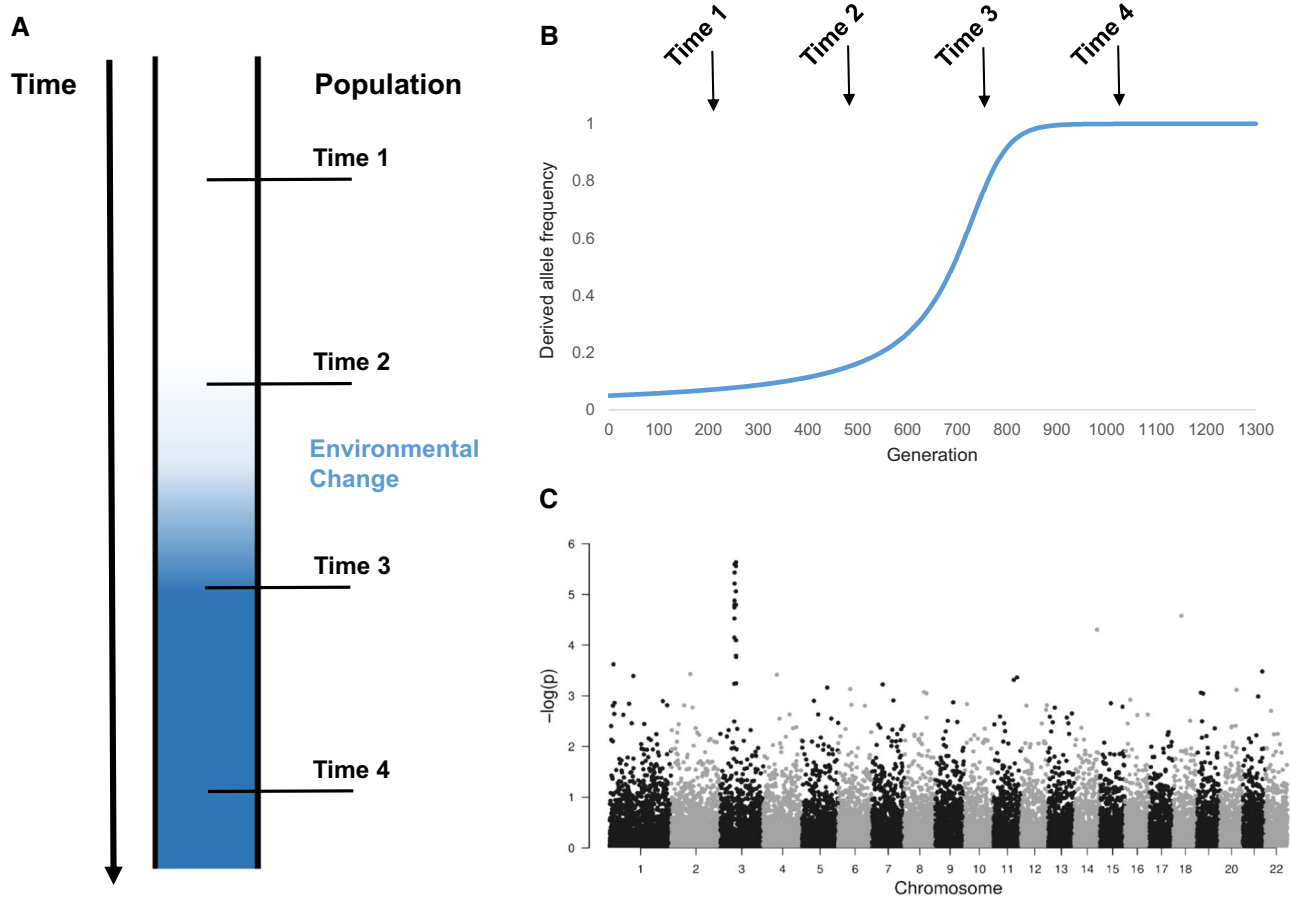 A
Time
Population
Time 1
Time 2
Environmental
Change
Time 3
Time 4
B
Time 1
Time 2
Time 3
Time 4
Derived allele frequency
1
0.8
0.6
0.4
0.2
0
0 100 200 300 400 500 600 700 800 900 1000 1100 1200 1300
Generation
C
−log(p)
6
5
4
3
2
1
0
1 2 3 4 5 6 7 8 9 10 11 12 13 14 15 16 17 18 20 22
Chromosome